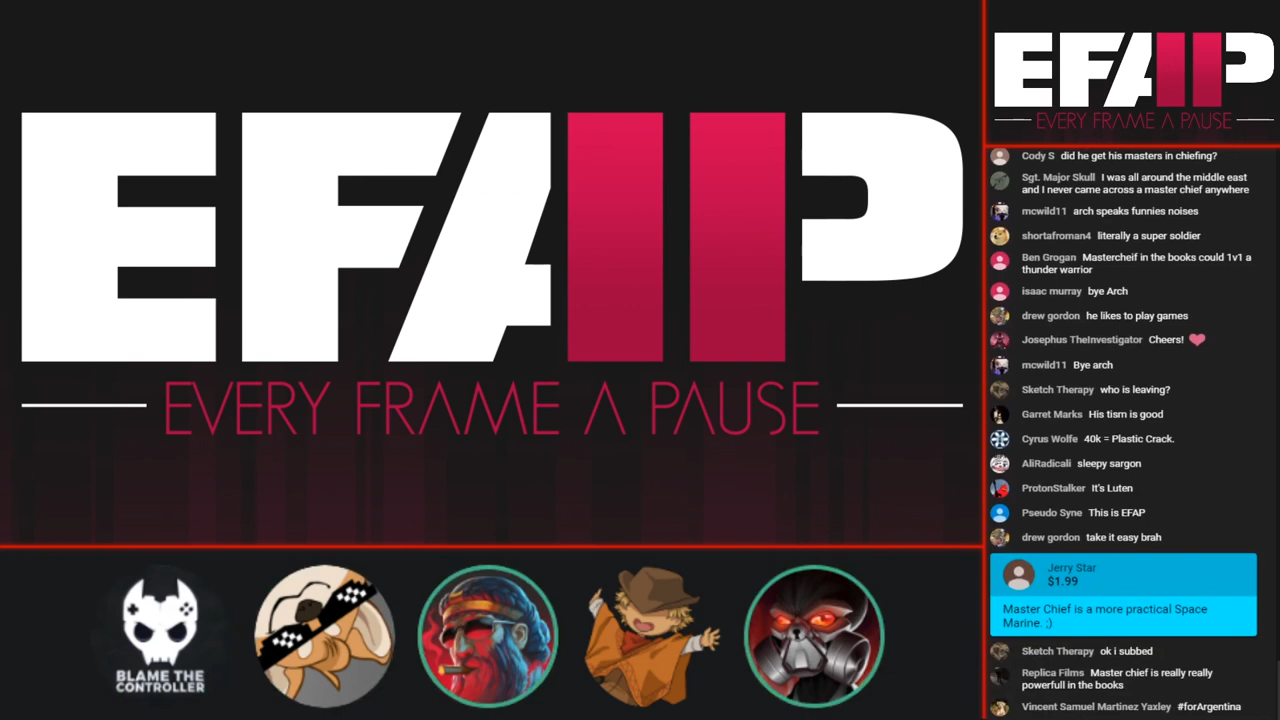 EFAP
EVERY FRAME A PAUSE
BLAME THE
CONTROLLER
EFAP
EVERY FRAME A PAUSE
Cody S did he get his masters in chiefing?
Sgt. Major Skull I was all around the middle east
and I never came across a master chief anywhere
mcwild11 arch speaks funnies noises
shortafroman4 literally a super soldier
Ben Grogan Mastercheif in the books could 1v1 a
thunder warrior
isaac murray bye Arch
drew gordon he likes to play games
Josephus TheInvestigator Cheers!
mcwild11 Bye arch
Sketch Therapy who is leaving?
Garret Marks His tism is good
Cyrus Wolfe 40k = Plastic Crack.
AliRadicali sleepy sargon
ProtonStalker It's Luten
Pseudo Syne This is EFAP
drew gordon take it easy brah
Jerry Star
$1.99
Master Chief is a more practical Space
Marine. ;)
Sketch Therapy ok i subbed
Replica Films Master chief is really really
powerfull in the books
Vincent Samuel Martinez Yaxley #forArgentina